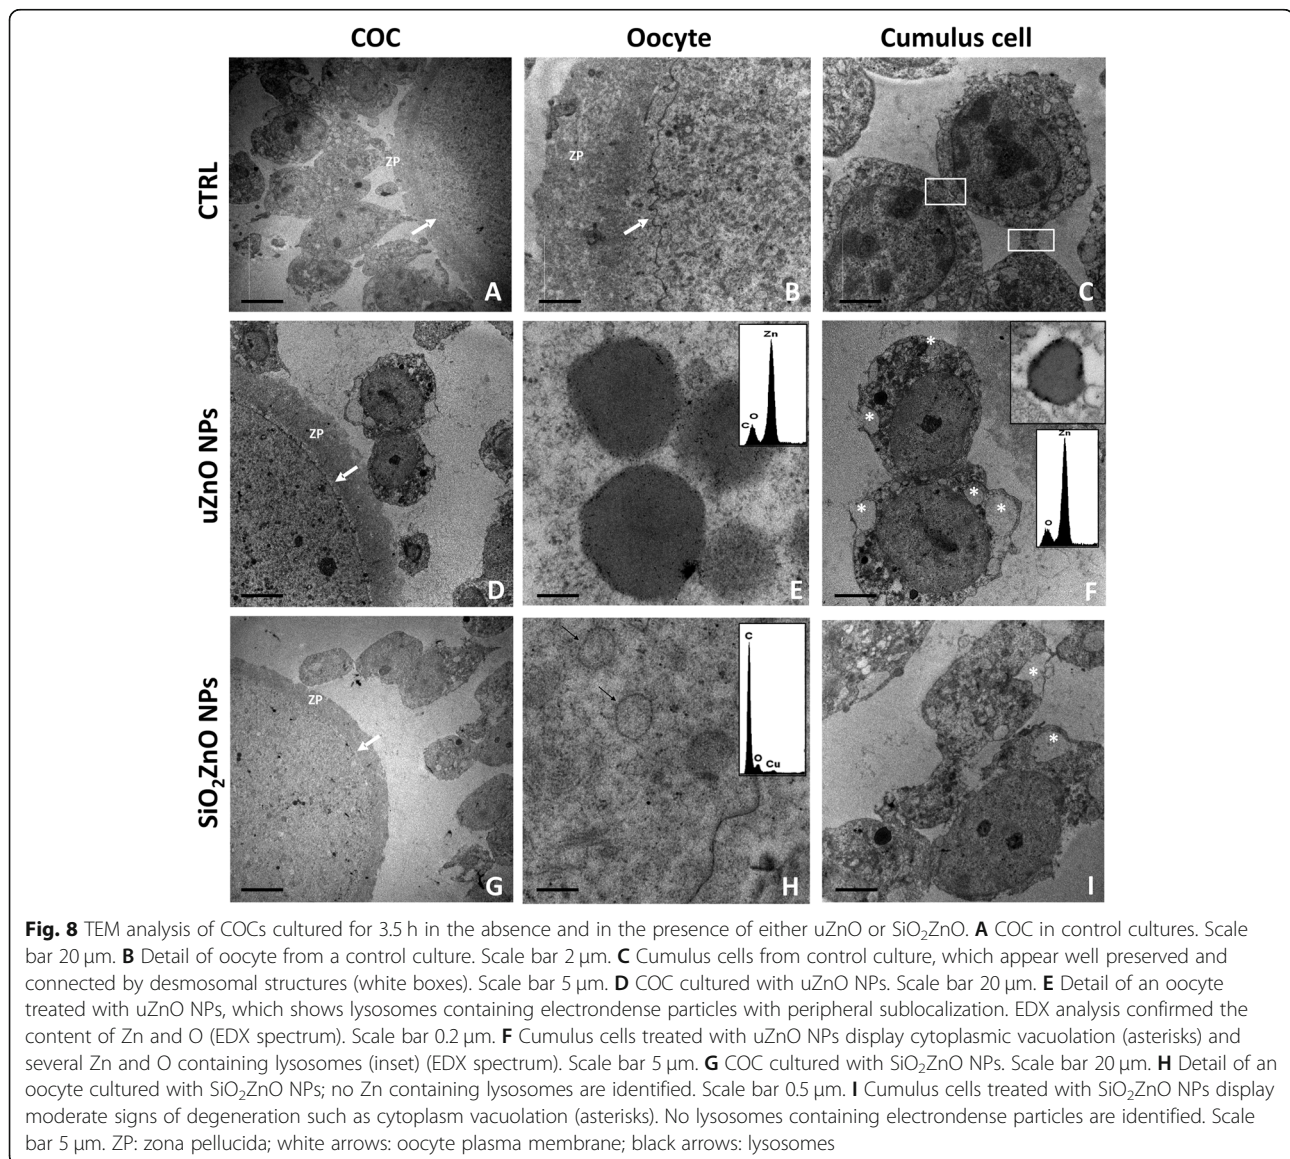 COC Oocyte Cumulus cell
CTRL
ZP
A
ZP
B
C
uZnO NPs
ZP
D
Zn
O
C
E
*
*
*
*
*
Zn
O
F
SiO₂ZnO NPs
ZP
G
C
O
Cu
H
*
*
I
Fig. 8 TEM analysis of COCs cultured for 3.5 h in the absence and in the presence of either uZnO or SiO₂ZnO. A COC in control cultures. Scale
bar 20 μm. B Detail of oocyte from a control culture. Scale bar 2 μm. C Cumulus cells from control culture, which appear well preserved and
connected by desmosomal structures (white boxes). Scale bar 5 μm. D COC cultured with uZnO NPs. Scale bar 20 μm. E Detail of an oocyte
treated with uZnO NPs, which shows lysosomes containing electrondense particles with peripheral sublocalization. EDX analysis confirmed the
content of Zn and O (EDX spectrum). Scale bar 0.2 μm. F Cumulus cells treated with uZnO NPs display cytoplasmic vacuolation (asterisks) and
several Zn and O containing lysosomes (inset) (EDX spectrum). Scale bar 5 μm. G COC cultured with SiO₂ZnO NPs. Scale bar 20 μm. H Detail of an
oocyte cultured with SiO₂ZnO NPs; no Zn containing lysosomes are identified. Scale bar 0.5 μm. I Cumulus cells treated with SiO₂ZnO NPs display
moderate signs of degeneration such as cytoplasm vacuolation (asterisks). No lysosomes containing electrondense particles are identified. Scale
bar 5 μm. ZP: zona pellucida; white arrows: oocyte plasma membrane; black arrows: lysosomes